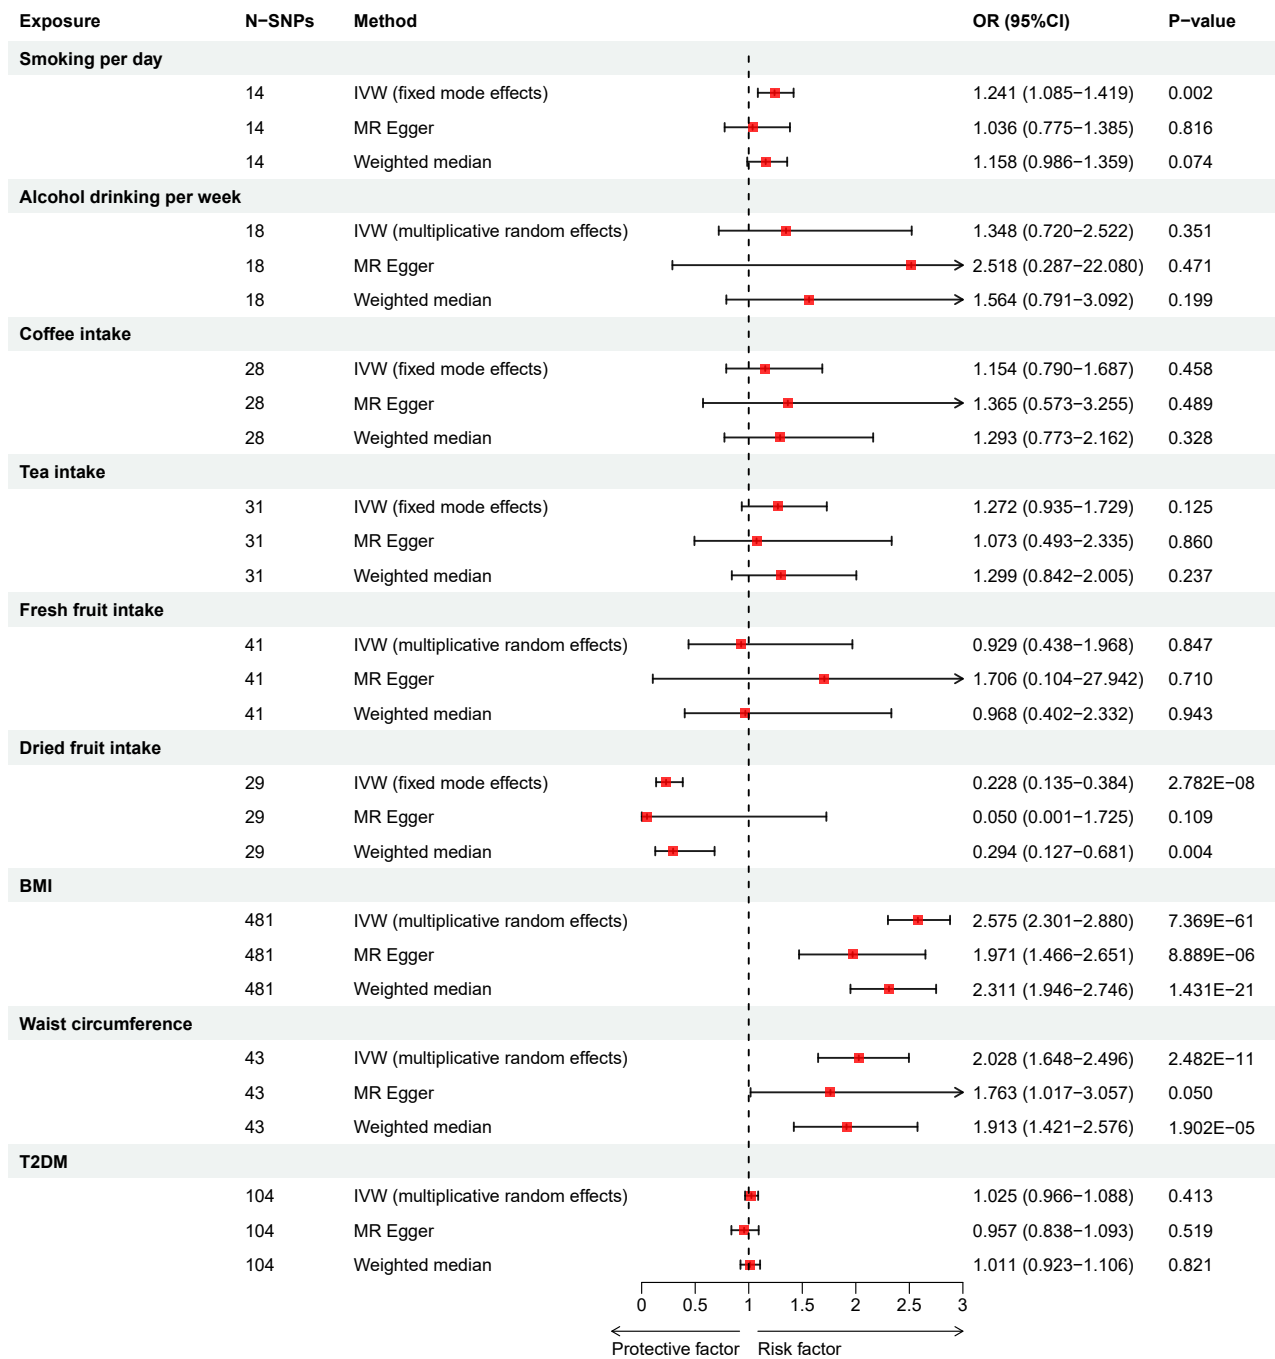 Exposure N−SNPs Method OR (95%CI) P−value
Smoking per day
14 IVW (fixed mode effects) 1.241 (1.085−1.419) 0.002
14 MR Egger 1.036 (0.775−1.385) 0.816
14 Weighted median 1.158 (0.986−1.359) 0.074
Alcohol drinking per week
18 IVW (multiplicative random effects) 1.348 (0.720−2.522) 0.351
18 MR Egger 2.518 (0.287−22.080) 0.471
18 Weighted median 1.564 (0.791−3.092) 0.199
Coffee intake
28 IVW (fixed mode effects) 1.154 (0.790−1.687) 0.458
28 MR Egger 1.365 (0.573−3.255) 0.489
28 Weighted median 1.293 (0.773−2.162) 0.328
Tea intake
31 IVW (fixed mode effects) 1.272 (0.935−1.729) 0.125
31 MR Egger 1.073 (0.493−2.335) 0.860
31 Weighted median 1.299 (0.842−2.005) 0.237
Fresh fruit intake
41 IVW (multiplicative random effects) 0.929 (0.438−1.968) 0.847
41 MR Egger 1.706 (0.104−27.942) 0.710
41 Weighted median 0.968 (0.402−2.332) 0.943
Dried fruit intake
29 IVW (fixed mode effects) 0.228 (0.135−0.384) 2.782E−08
29 MR Egger 0.050 (0.001−1.725) 0.109
29 Weighted median 0.294 (0.127−0.681) 0.004
BMI
481 IVW (multiplicative random effects) 2.575 (2.301−2.880) 7.369E−61
481 MR Egger 1.971 (1.466−2.651) 8.889E−06
481 Weighted median 2.311 (1.946−2.746) 1.431E−21
Waist circumference
43 IVW (multiplicative random effects) 2.028 (1.648−2.496) 2.482E−11
43 MR Egger 1.763 (1.017−3.057) 0.050
43 Weighted median 1.913 (1.421−2.576) 1.902E−05
T2DM
104 IVW (multiplicative random effects) 1.025 (0.966−1.088) 0.413
104 MR Egger 0.957 (0.838−1.093) 0.519
104 Weighted median 1.011 (0.923−1.106) 0.821
0 0.5 1 1.5 2 2.5 3
Protective factor Risk factor